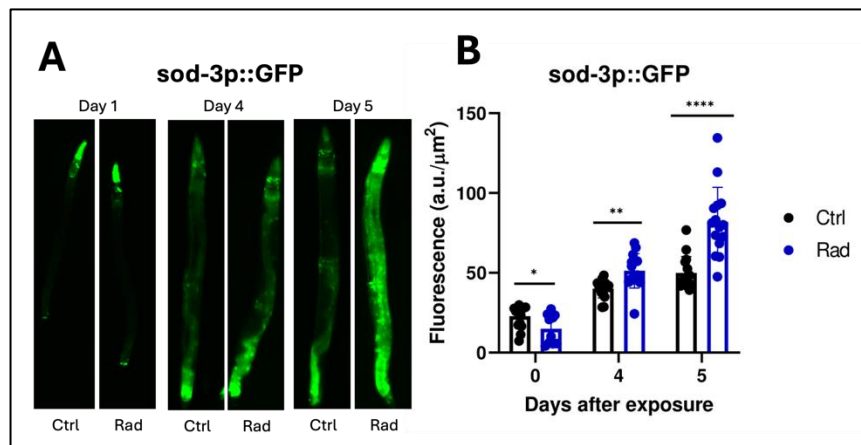 A
sod-3p::GFP
Day 1 Day 4 Day 5
Ctrl Rad Ctrl Rad Ctrl Rad
B
sod-3p::GFP
Fluorescence (a.u./μm²)
150
100
50
0
* ** ****
0 4 5
Days after exposure
Ctrl
Rad